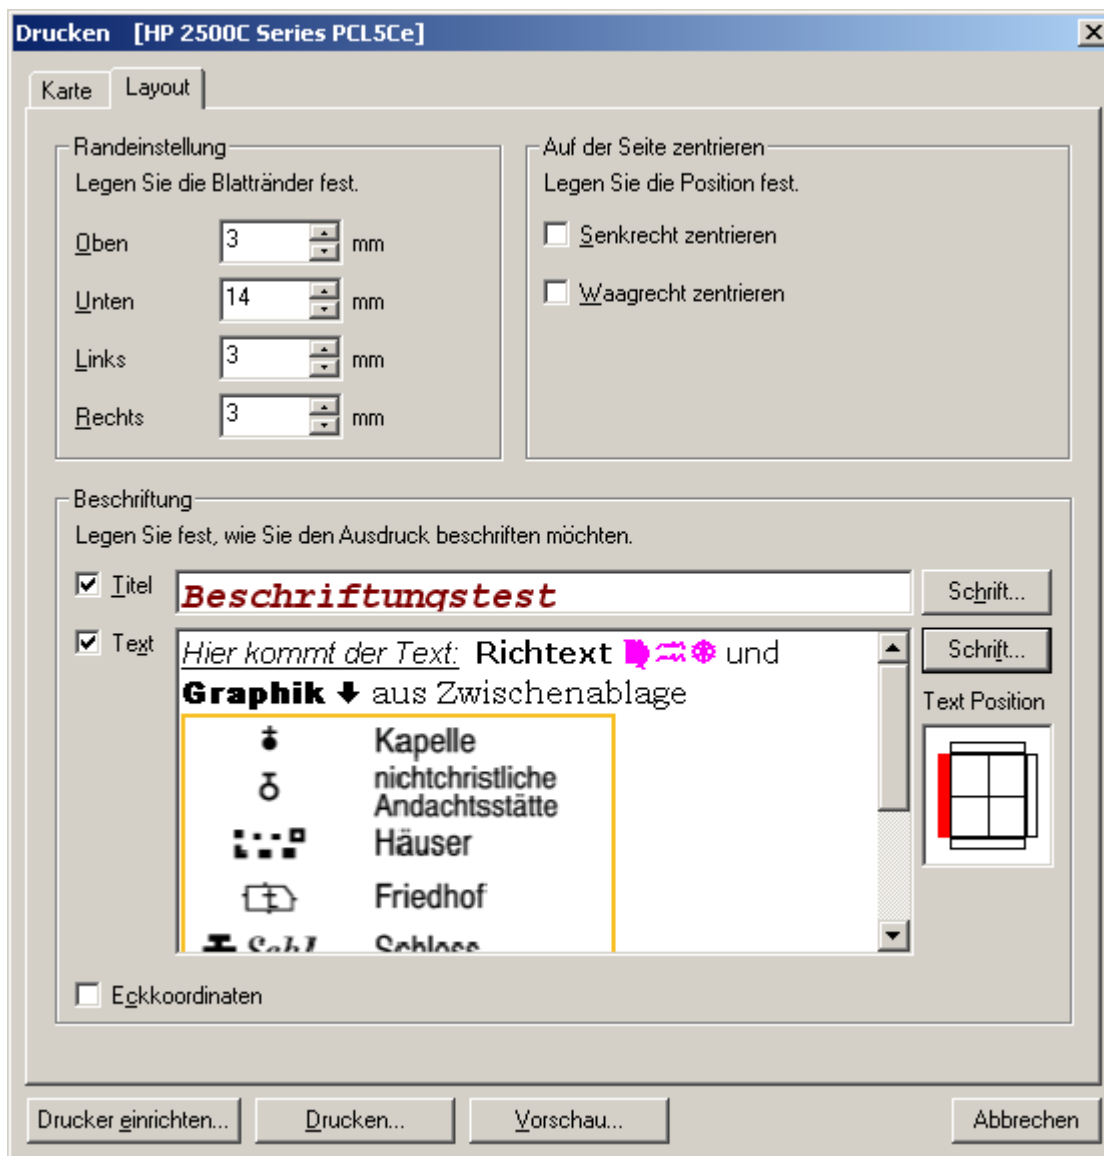 Drucken [HP 2500C Series PCL5Ce]
Karte Layout
Randeinstellung
Legen Sie die Blattränder fest.
Oben 3 mm
Unten 14 mm
Links 3 mm
Rechts 3 mm
Auf der Seite zentrieren
Legen Sie die Position fest.
Senkrecht zentrieren
Waagrecht zentrieren
Beschriftung
Legen Sie fest, wie Sie den Ausdruck beschriften möchten.
Titel Beschriftungstest Schrift...
Text Hier kommt der Text: Richtext und Schrift...
Graphik aus Zwischenablage
Text Position
Kapelle
nichtchristliche
Andachtsstätte
Häuser
Friedhof
Schl Schloss
Eckkoordinaten
Drucker einrichten... Drucken... Vorschau... Abbrechen